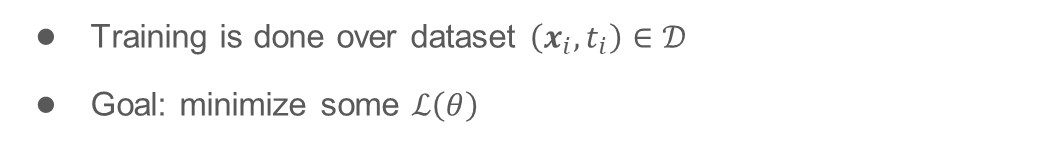 ● Training is done over dataset (𝒙ᵢ, tᵢ) ∈ 𝒟
● Goal: minimize some ℒ(θ)